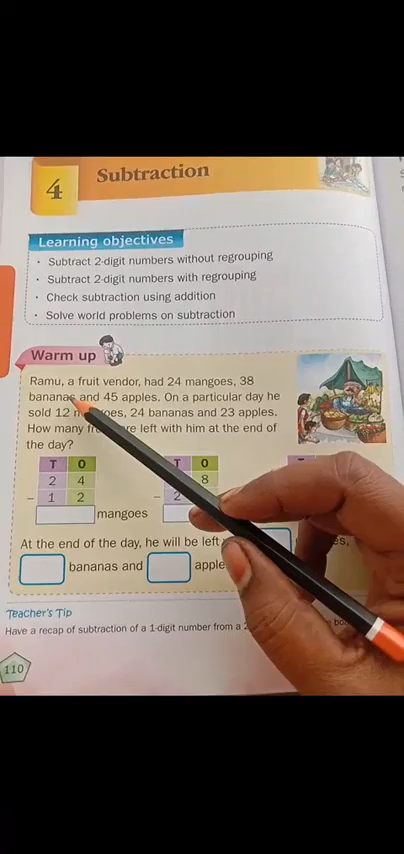 4
Subtraction
Learning objectives
• Subtract 2-digit numbers without regrouping
• Subtract 2-digit numbers with regrouping
• Check subtraction using addition
• Solve world problems on subtraction
Warm up
Ramu, a fruit vendor, had 24 mangoes, 38
bananas and 45 apples. On a particular day he
sold 12 24 bananas and 23 apples.
How many left with him at the end of
the day?
T O T O T
2 4 8
– 1 2 – 2
mangoes
At the end of the day, he will be left
bananas and
Teacher's Tip
Have a recap of subtraction of a 1-digit number from a
110